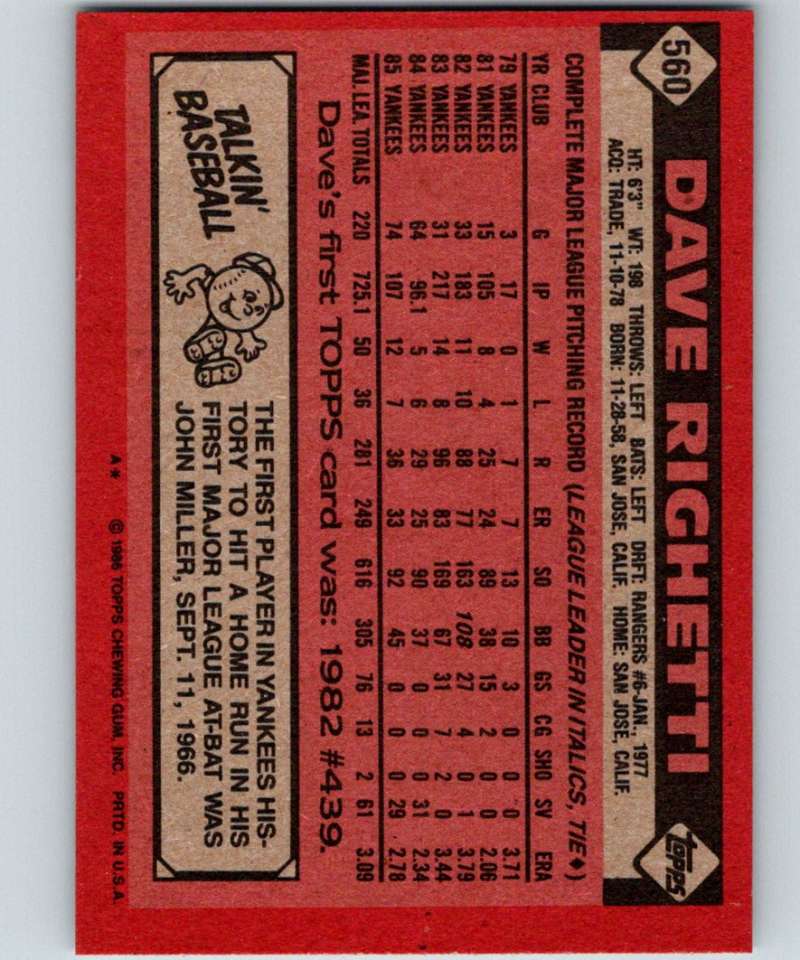 560
DAVE RIGHETTI
TOPPS
HT: 6'3" WT: 198 THROWS: LEFT BATS: LEFT DRFT: RANGERS #6-JAN., 1977
ACQ: TRADE, 11-10-78 BORN: 11-28-58, SAN JOSE, CALIF. HOME: SAN JOSE, CALIF.
COMPLETE MAJOR LEAGUE PITCHING RECORD (LEAGUE LEADER IN ITALICS, TIE♦)
YR CLUB G IP W L R ER SO BB GS CG SHO SV ERA
79 YANKEES 3 17 0 1 7 7 13 10 3 0 0 0 3.71
81 YANKEES 15 105 8 4 25 24 89 38 15 2 0 0 2.06
82 YANKEES 33 183 11 10 88 77 163 108 27 4 0 1 3.79
83 YANKEES 31 217 14 8 96 83 169 67 31 7 2 0 3.44
84 YANKEES 64 96.1 5 6 29 25 90 37 0 0 0 31 2.34
85 YANKEES 74 107 12 7 36 33 92 45 0 0 0 29 2.78
MAJ. LEA. TOTALS 220 725.1 50 36 281 249 616 305 76 13 2 61 3.09
Dave's first TOPPS card was: 1982 #439.
TALKIN'
BASEBALL
THE FIRST PLAYER IN YANKEES HIS-
TORY TO HIT A HOME RUN IN HIS
FIRST MAJOR LEAGUE AT-BAT WAS
JOHN MILLER, SEPT. 11, 1966.
A* © 1986 TOPPS CHEWING GUM, INC. PRTD. IN U.S.A.